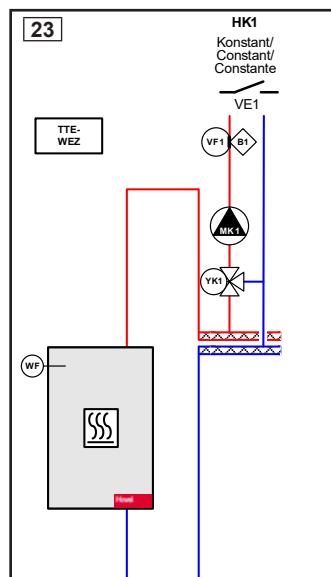 23
HK1
Konstant/
Constant/
Constante
VE1
TTE-
WEZ
VF1
B1
MK1
YK1
WF